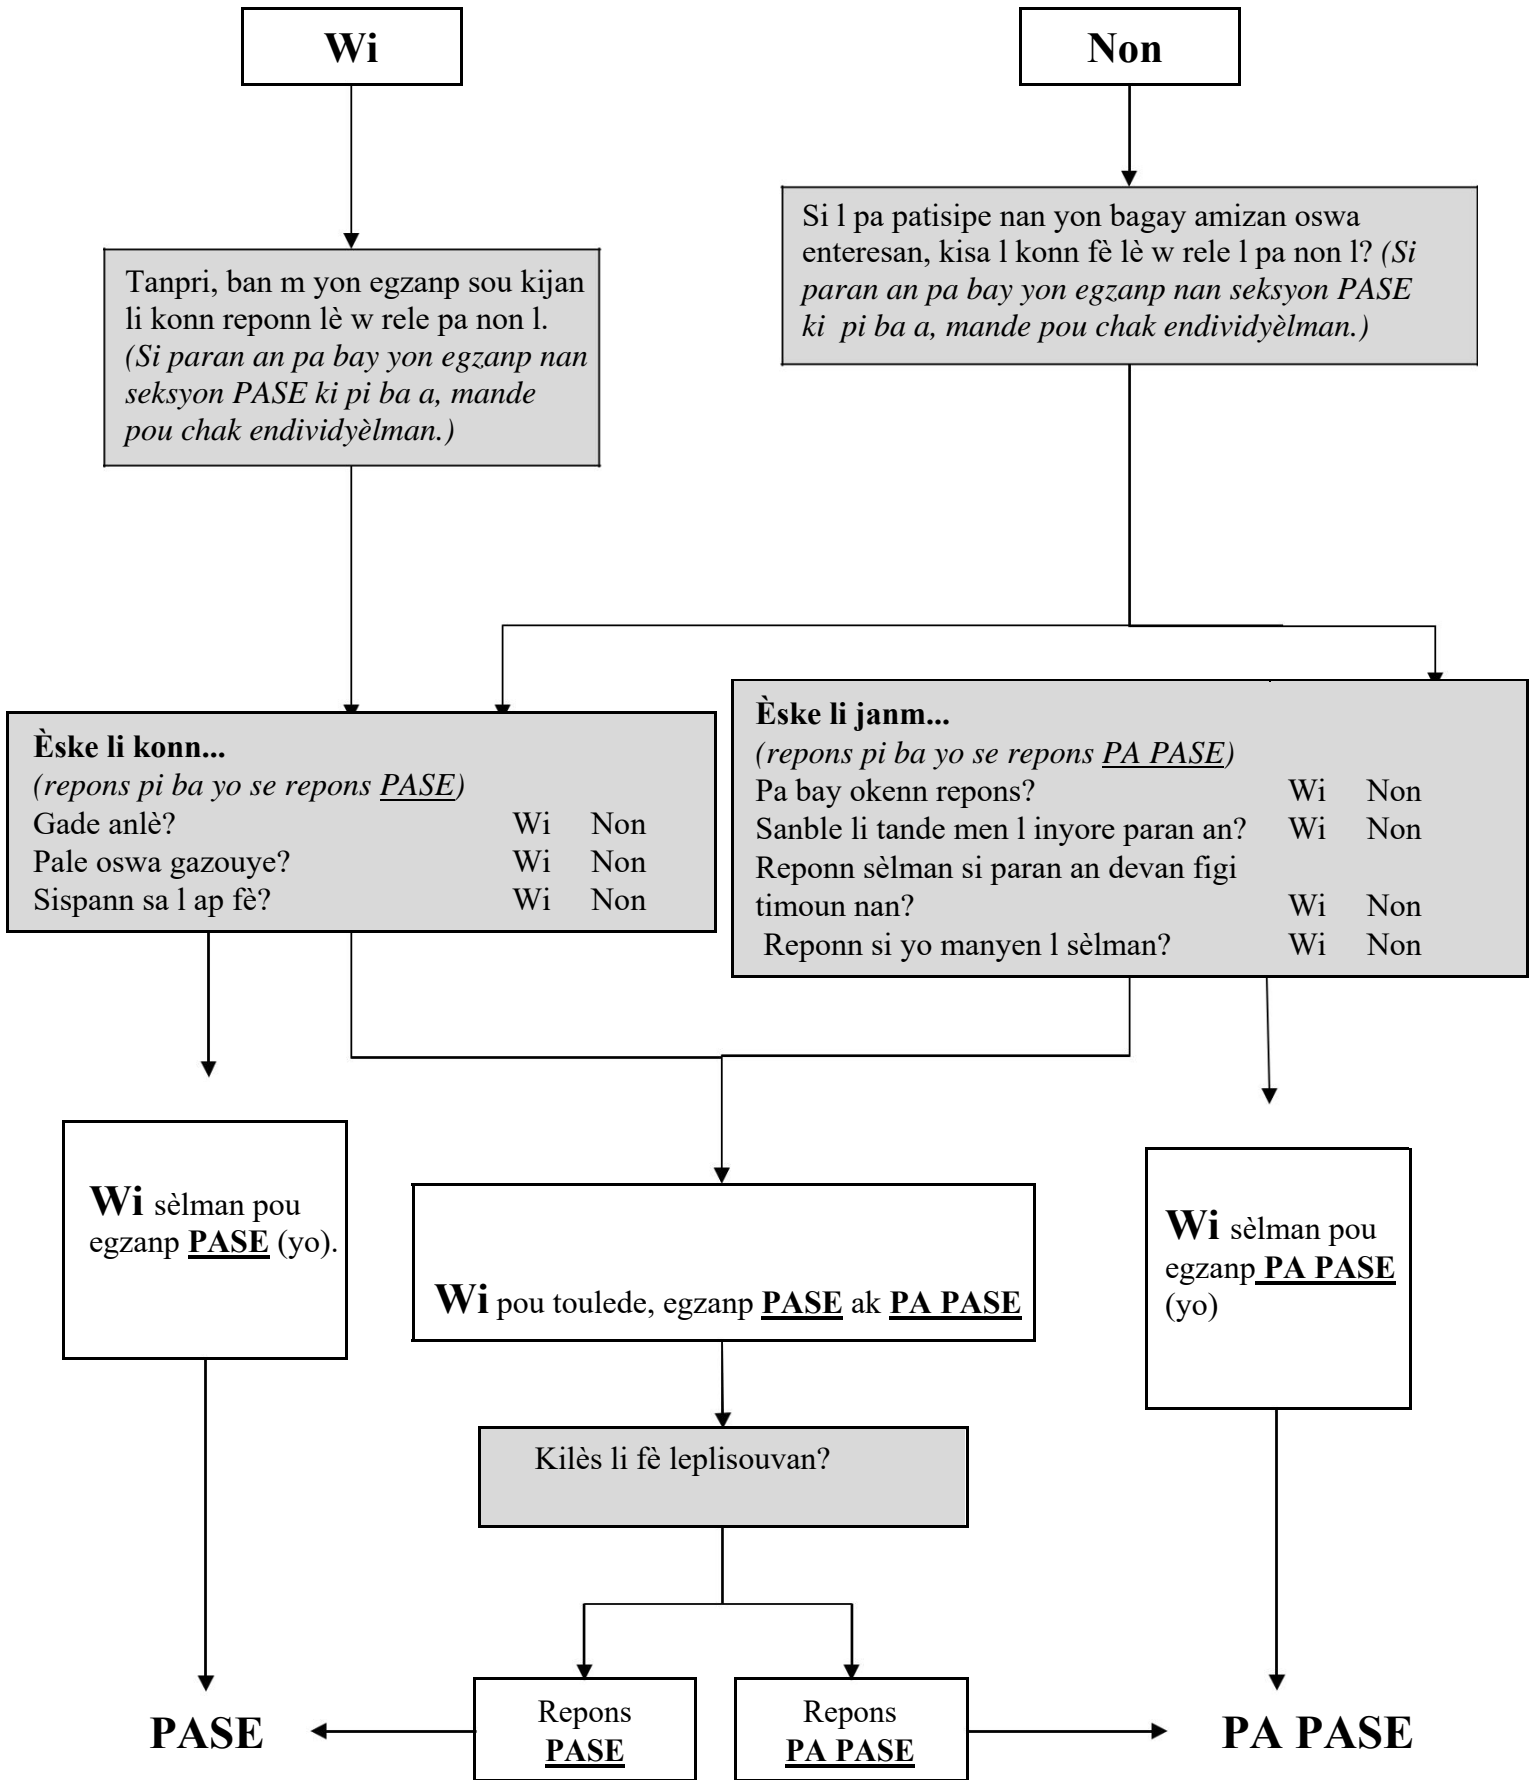 Wi
Non
Tanpri, ban m yon egzanp sou kijan
li konn reponn lè w rele pa non l.
(Si paran an pa bay yon egzanp nan
seksyon PASE ki pi ba a, mande
pou chak endividyèlman.)
Si l pa patisipe nan yon bagay amizan oswa
enteresan, kisa l konn fè lè w rele l pa non l? (Si
paran an pa bay yon egzanp nan seksyon PASE
ki pi ba a, mande pou chak endividyèlman.)
Èske li konn...
(repons pi ba yo se repons PASE)
Gade anlè? Wi Non
Pale oswa gazouye? Wi Non
Sispann sa l ap fè? Wi Non
Èske li janm...
(repons pi ba yo se repons PA PASE)
Pa bay okenn repons? Wi Non
Sanble li tande men l inyore paran an? Wi Non
Reponn sèlman si paran an devan figi
timoun nan? Wi Non
Reponn si yo manyen l sèlman? Wi Non
Wi sèlman pou
egzanp PASE (yo).
Wi pou toulede, egzanp PASE ak PA PASE
Wi sèlman pou
egzanp PA PASE
(yo)
Kilès li fè leplisouvan?
Repons
PASE
Repons
PA PASE
PASE
PA PASE